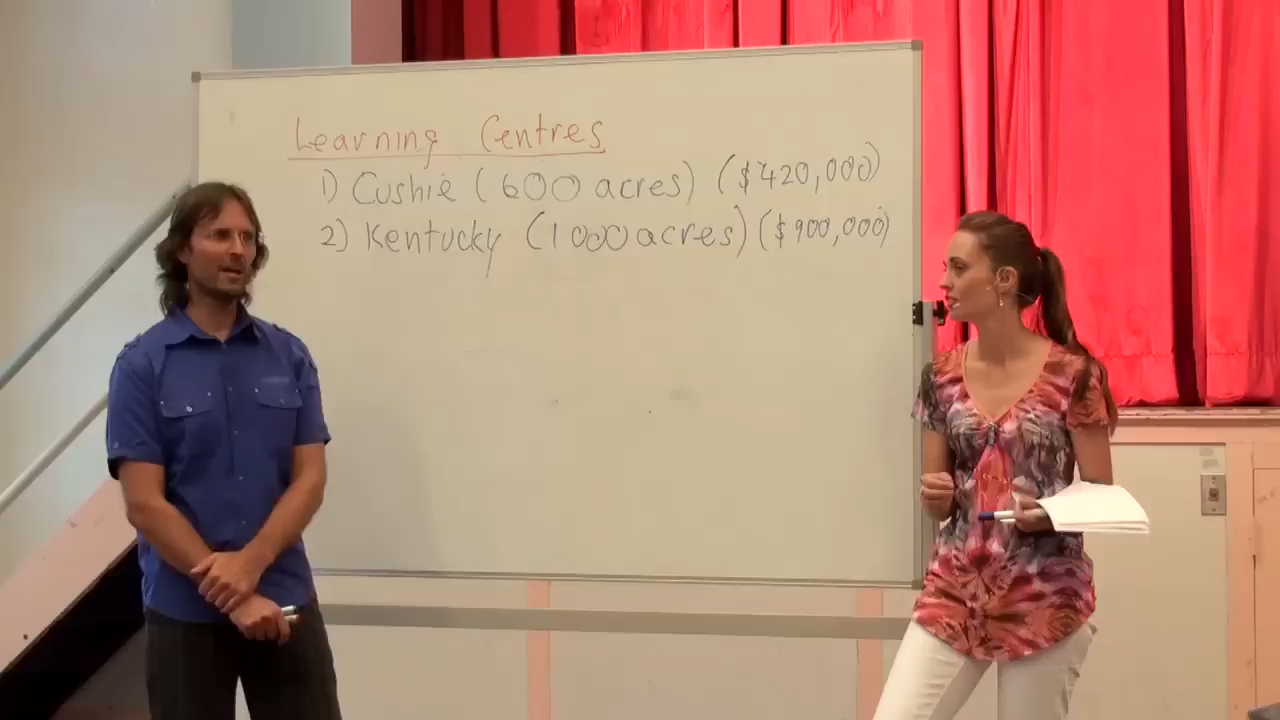 Learning Centres
1) Cushie (600 acres) ($420,000)
2) Kentucky (1000 acres) ($900,000)